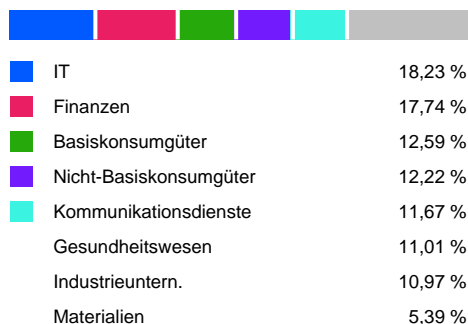 IT 18,23 %
Finanzen 17,74 %
Basiskonsumgüter 12,59 %
Nicht-Basiskonsumgüter 12,22 %
Kommunikationsdienste 11,67 %
Gesundheitswesen 11,01 %
Industrieuntern. 10,97 %
Materialien 5,39 %